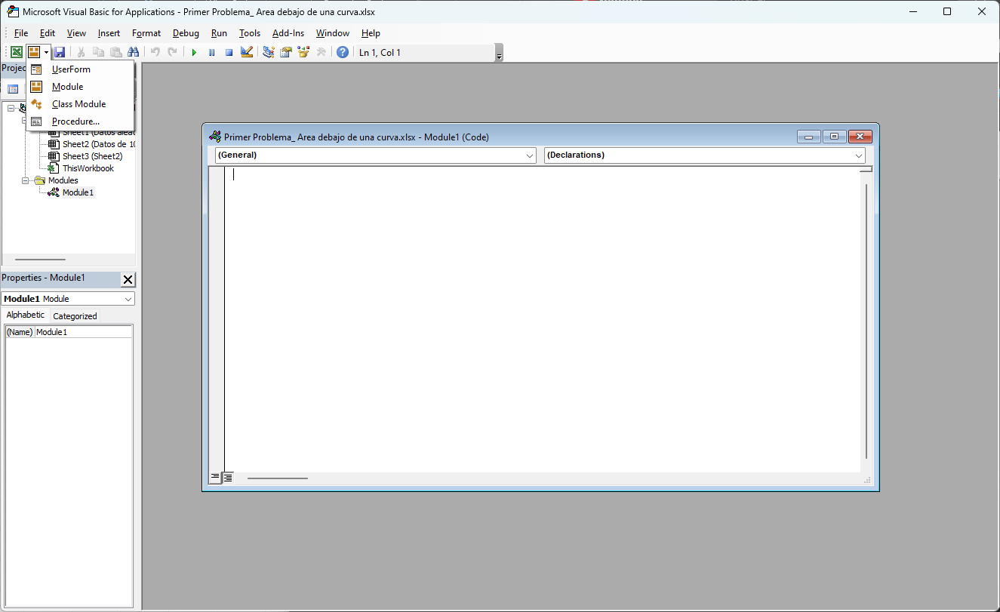 Microsoft Visual Basic for Applications - Primer Problema_ Area debajo de una curva.xlsx
File Edit View Insert Format Debug Run Tools Add-Ins Window Help
Ln 1, Col 1
Projec
UserForm
Module
Class Module
Procedure...
Sheet1 (Datos aleat
Sheet2 (Datos de 10
Sheet3 (Sheet2)
ThisWorkbook
Modules
Module1
Primer Problema_ Area debajo de una curva.xlsx - Module1 (Code)
(General) (Declarations)
Properties - Module1
Module1 Module
Alphabetic Categorized
(Name) Module1